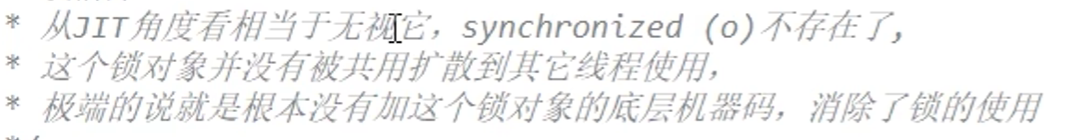 * 从JIT角度看相当于无视它，synchronized (o)不存在了,
* 这个锁对象并没有被共用扩散到其它线程使用，
* 极端的说就是根本没有加这个锁对象的底层机器码，消除了锁的使用